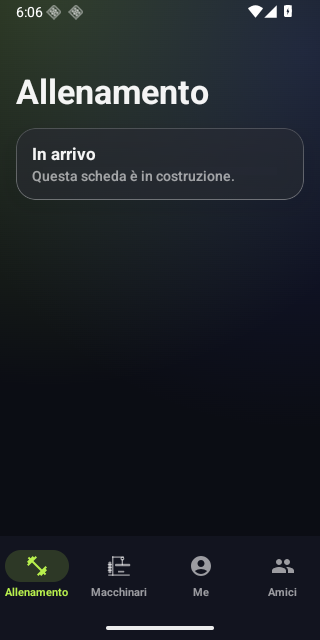 6:06
Allenamento
In arrivo
Questa scheda è in costruzione.
Allenamento
Macchinari
Me
Amici